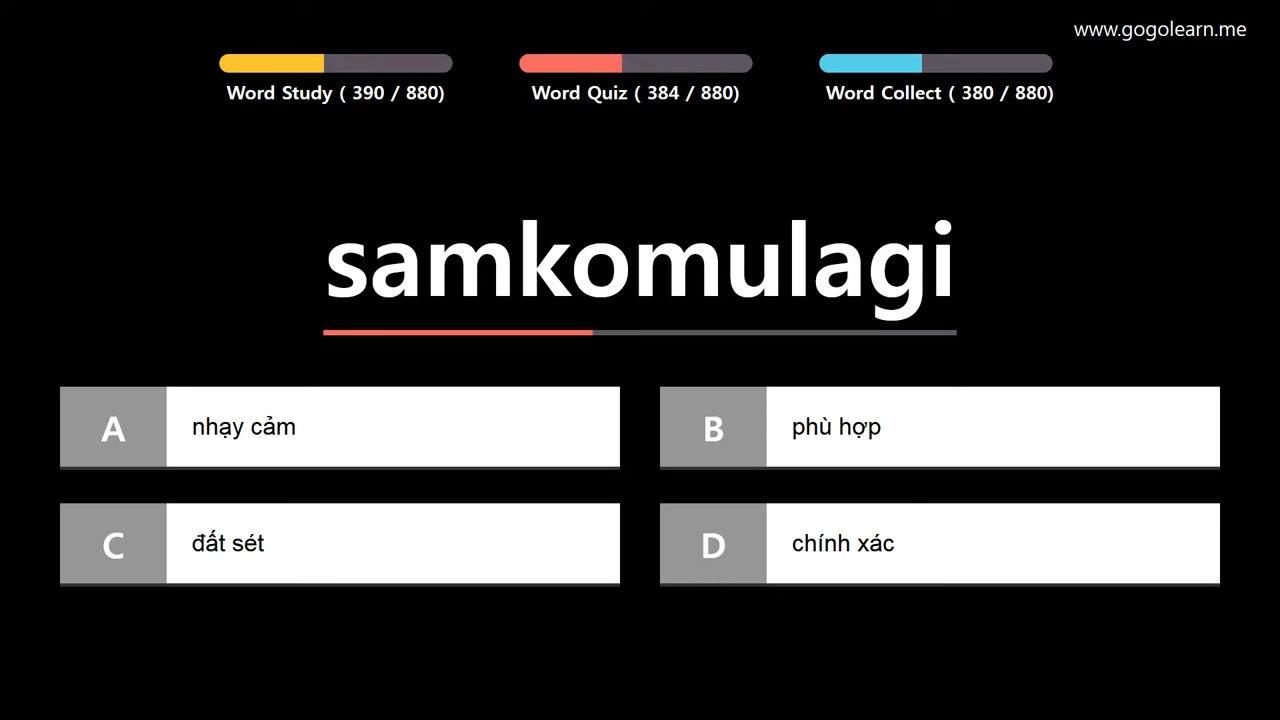 www.gogolearn.me
Word Study ( 390 / 880)
Word Quiz ( 384 / 880)
Word Collect ( 380 / 880)
samkomulagi
A nhạy cảm
B phù hợp
C đất sét
D chính xác